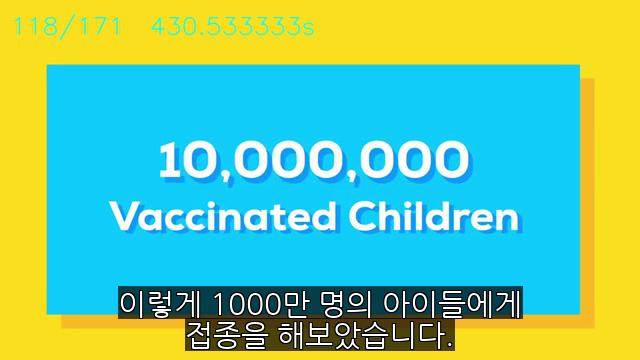 118/171 430.533333s
10,000,000
Vaccinated Children
이렇게 1000만 명의 아이들에게
접종을 해보았습니다.